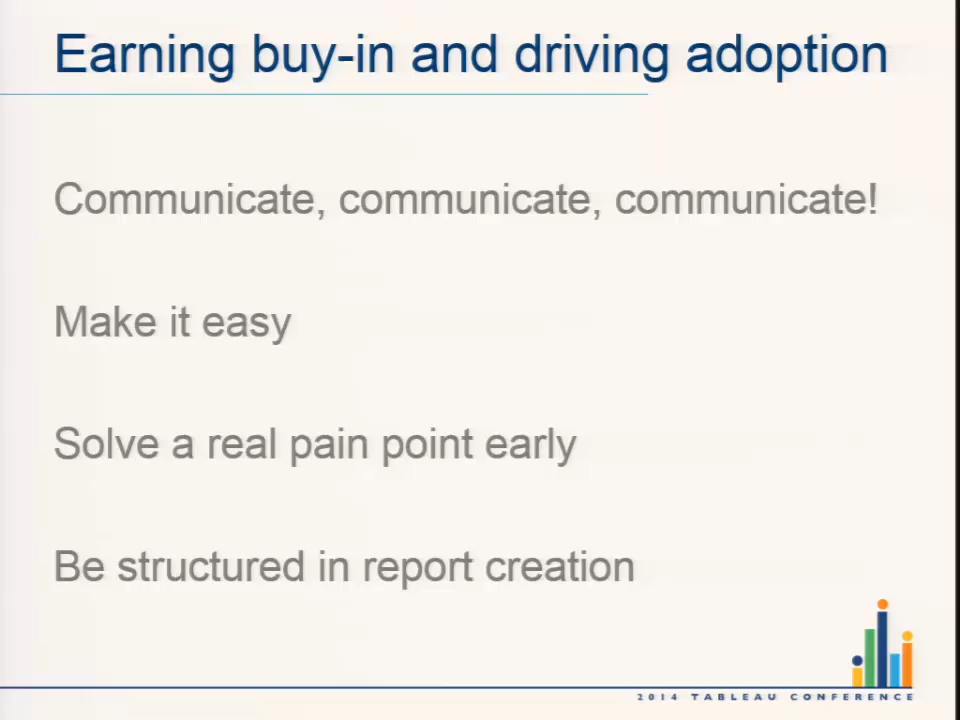 Earning buy-in and driving adoption
Communicate, communicate, communicate!
Make it easy
Solve a real pain point early
Be structured in report creation
2014 TABLEAU CONFERENCE